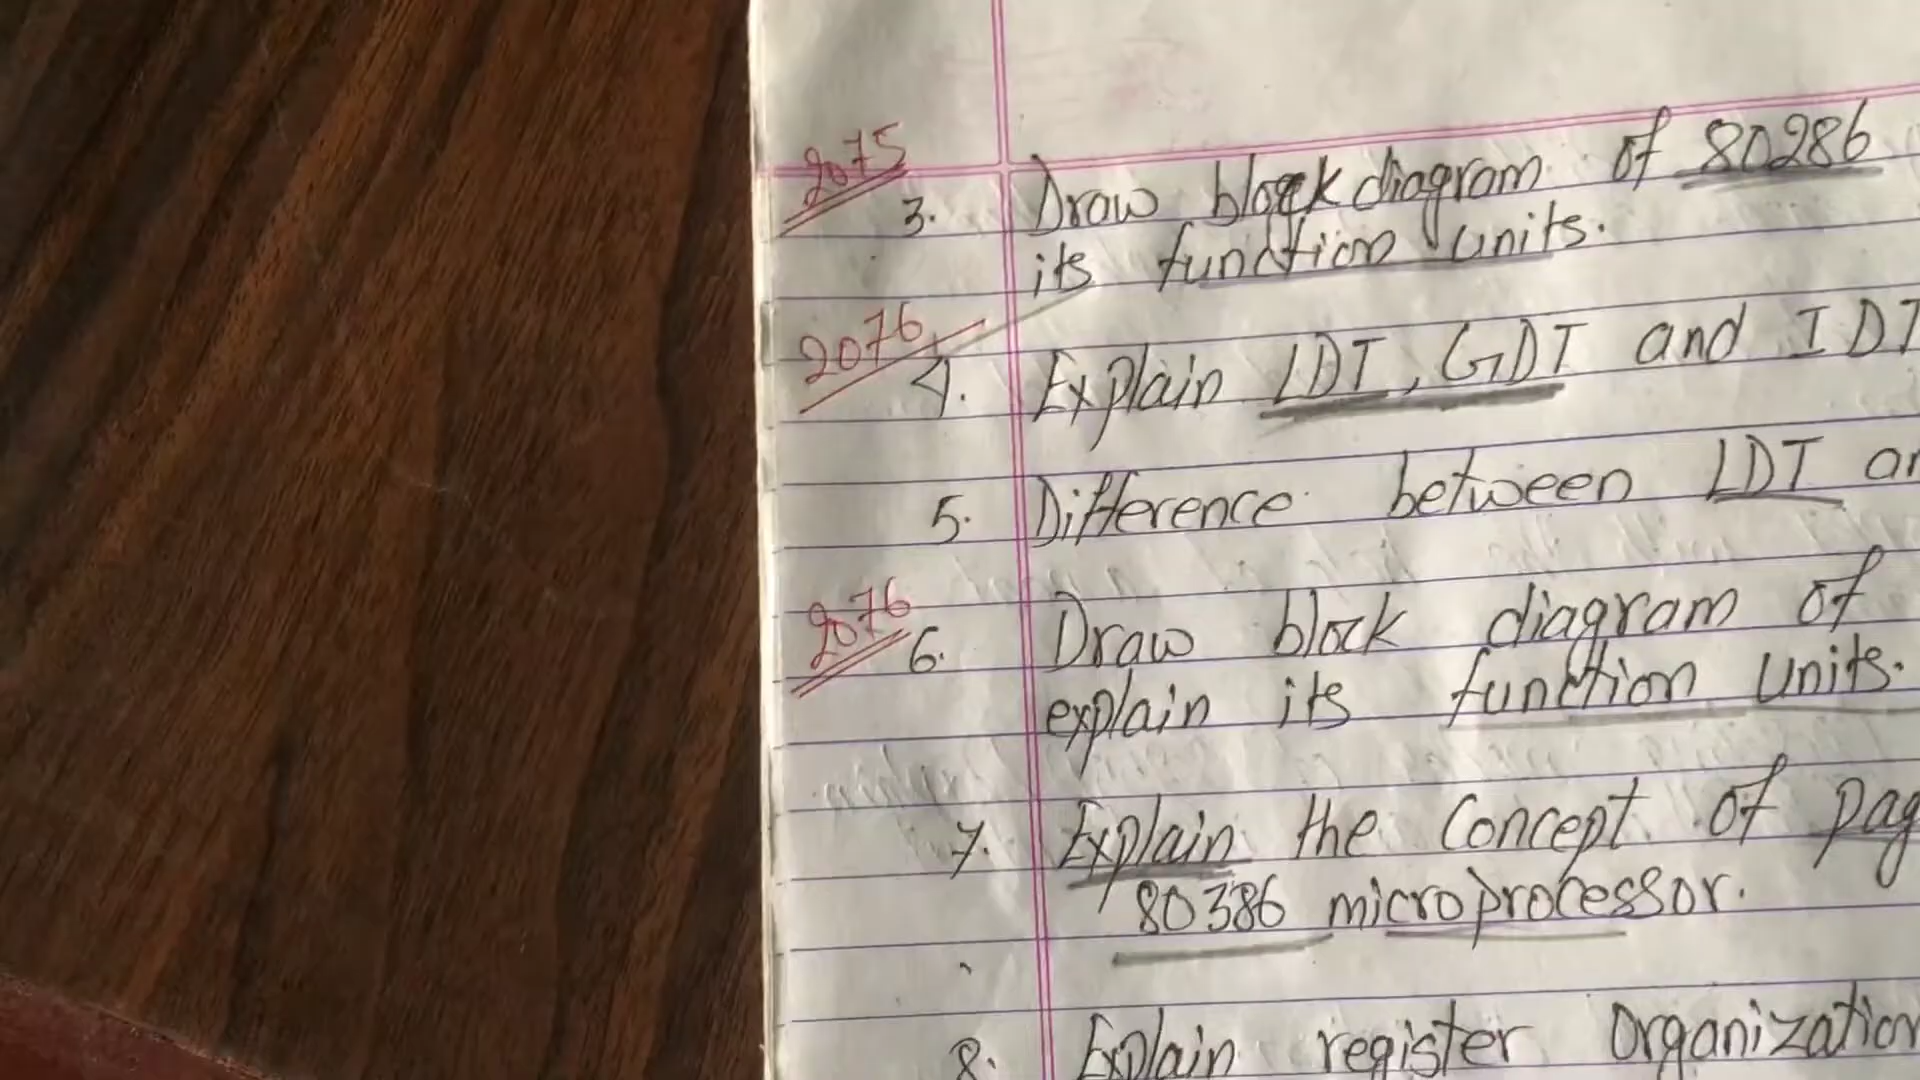 2075
3. Draw block diagram of 80286
its function units.
2076
4. Explain LDT, GDT and IDT
5. Difference between LDT
2076
6. Draw block diagram of
explain its function units.
7. Explain the Concept of pag
80386 microprocessor.
8. Explain register Organization